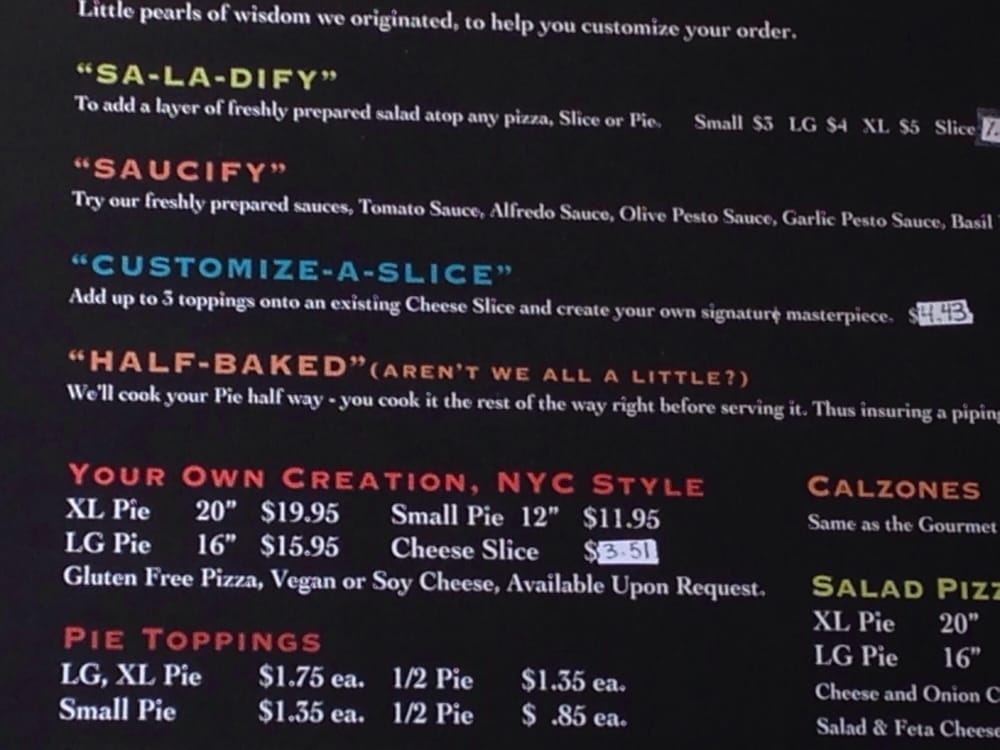 Little pearls of wisdom we originated, to help you customize your order.
"SA-LA-DIFY"
To add a layer of freshly prepared salad atop any pizza, Slice or Pie. Small $3 LG $4 XL $5 Slice
"SAUCIFY"
Try our freshly prepared sauces, Tomato Sauce, Alfredo Sauce, Olive Pesto Sauce, Garlic Pesto Sauce, Basil
"CUSTOMIZE-A-SLICE"
Add up to 3 toppings onto an existing Cheese Slice and create your own signature masterpiece. $4.43
"HALF-BAKED" (AREN'T WE ALL A LITTLE?)
We'll cook your Pie half way - you cook it the rest of the way right before serving it. Thus insuring a piping
YOUR OWN CREATION, NYC STYLE
XL Pie 20" $19.95 Small Pie 12" $11.95
LG Pie 16" $15.95 Cheese Slice $3.51
Gluten Free Pizza, Vegan or Soy Cheese, Available Upon Request.
PIE TOPPINGS
LG, XL Pie $1.75 ea. 1/2 Pie $1.35 ea.
Small Pie $1.35 ea. 1/2 Pie $ .85 ea.
CALZONES
Same as the Gourmet
SALAD PIZZ
XL Pie 20"
LG Pie 16"
Cheese and Onion C
Salad & Feta Cheese